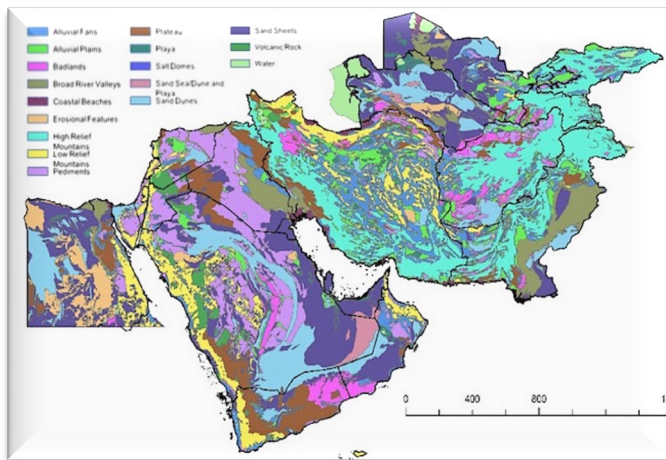 Alluvial Fans
Alluvial Plains
Badlands
Broad River Valleys
Coastal Beaches
Erosional Features
High Relief
Mountains
Low Relief
Mountains
Pediments
Plateau
Playa
Salt Domes
Sand Sea/Dune and
Playa
Sand Dunes
Sand Sheets
Volcanic Rock
Water
0 400 800